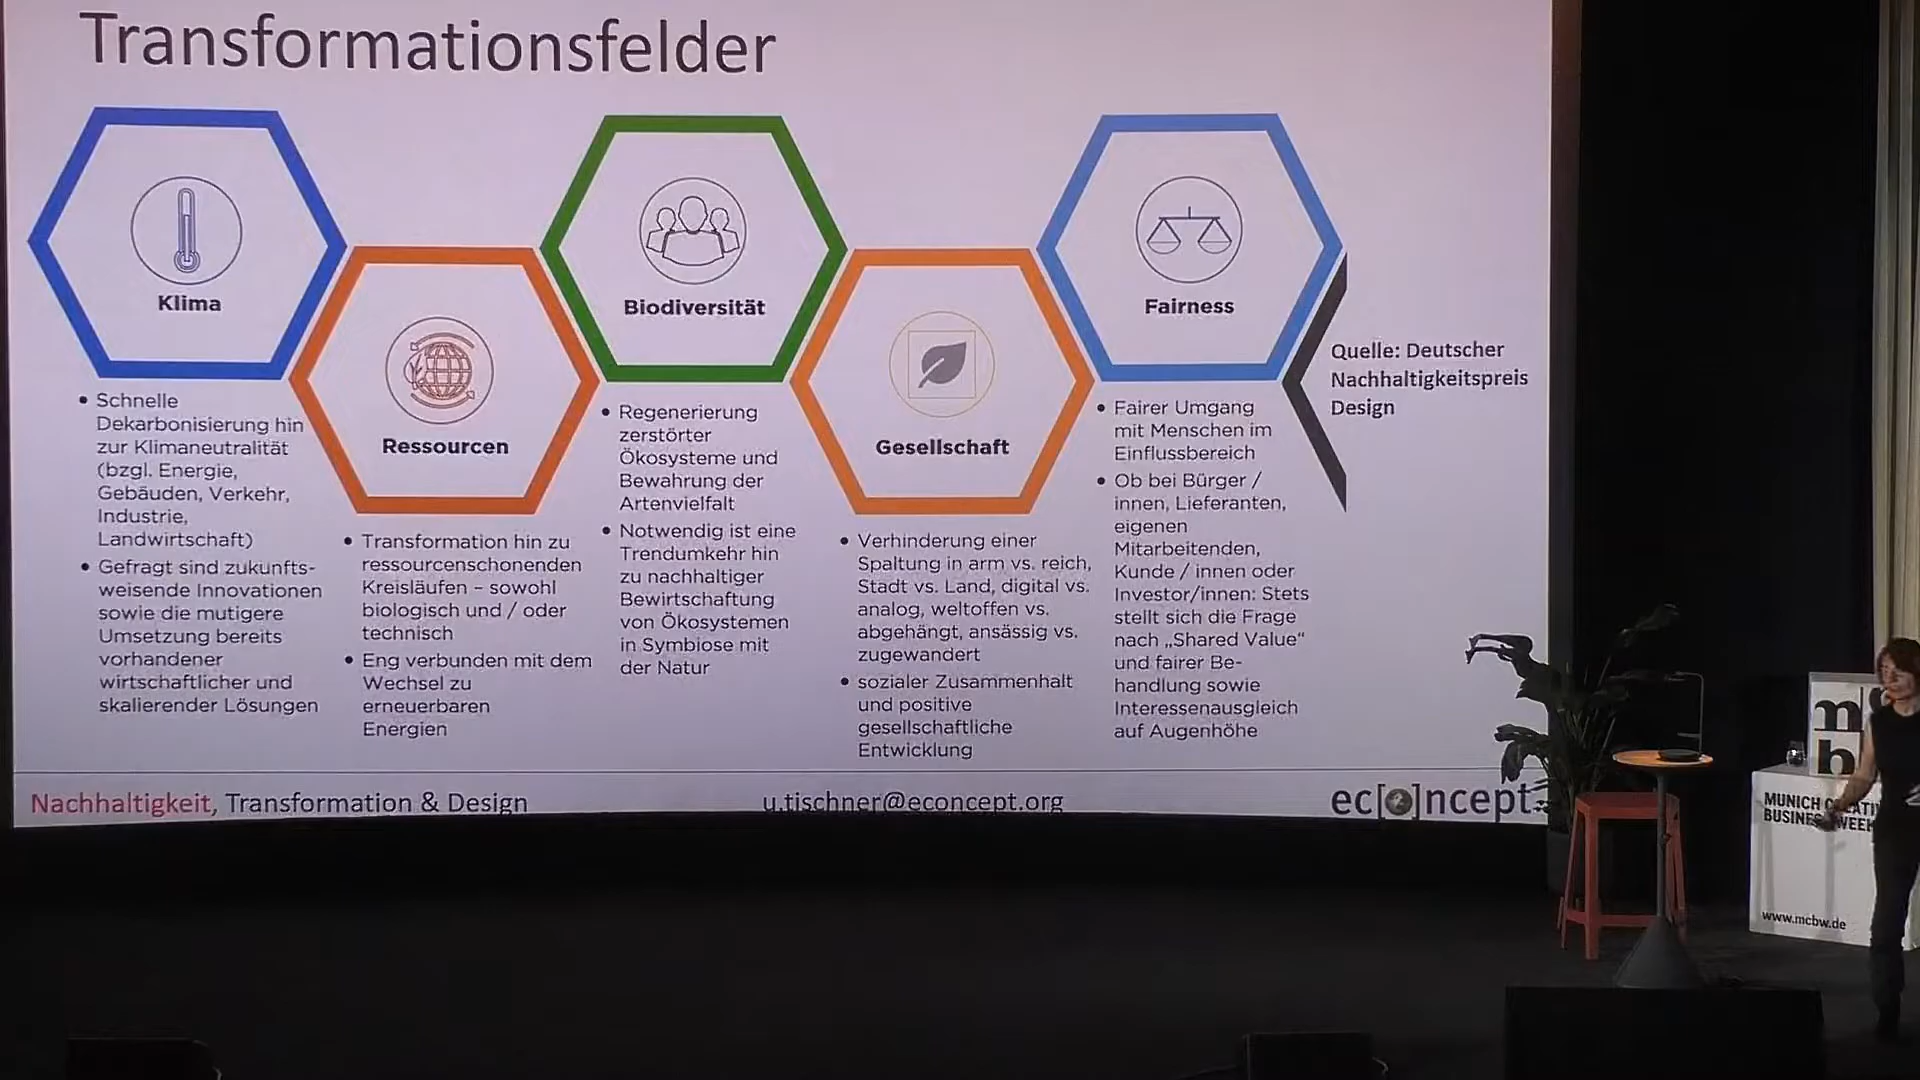 Transformationsfelder
Klima
• Schnelle
Dekarbonisierung hin
zur Klimaneutralität
(bzgl. Energie,
Gebäuden, Verkehr,
Industrie,
Landwirtschaft)
• Gefragt sind zukunfts-
weisende Innovationen
sowie die mutigere
Umsetzung bereits
vorhandener
wirtschaftlicher und
skalierender Lösungen
Ressourcen
• Transformation hin zu
ressourcenschonenden
Kreisläufen – sowohl
biologisch und / oder
technisch
• Eng verbunden mit dem
Wechsel zu
erneuerbaren
Energien
Biodiversität
• Regenerierung
zerstörter
Ökosysteme und
Bewahrung der
Artenvielfalt
• Notwendig ist eine
Trendumkehr hin
zu nachhaltiger
Bewirtschaftung
von Ökosystemen
in Symbiose mit
der Natur
Gesellschaft
• Verhinderung einer
Spaltung in arm vs. reich,
Stadt vs. Land, digital vs.
analog, weltoffen vs.
abgehängt, ansässig vs.
zugewandert
• sozialer Zusammenhalt
und positive
gesellschaftliche
Entwicklung
Fairness
• Fairer Umgang
mit Menschen im
Einflussbereich
• Ob bei Bürger /
innen, Lieferanten,
eigenen
Mitarbeitenden,
Kunde / innen oder
Investor/innen: Stets
stellt sich die Frage
nach „Shared Value“
und fairer Be-
handlung sowie
Interessenausgleich
auf Augenhöhe
Quelle: Deutscher
Nachhaltigkeitspreis
Design
Nachhaltigkeit, Transformation & Design
u.tischner@econcept.org
ec[o]ncept
m
b
MUNICH
WEEK
www.mcbw.de